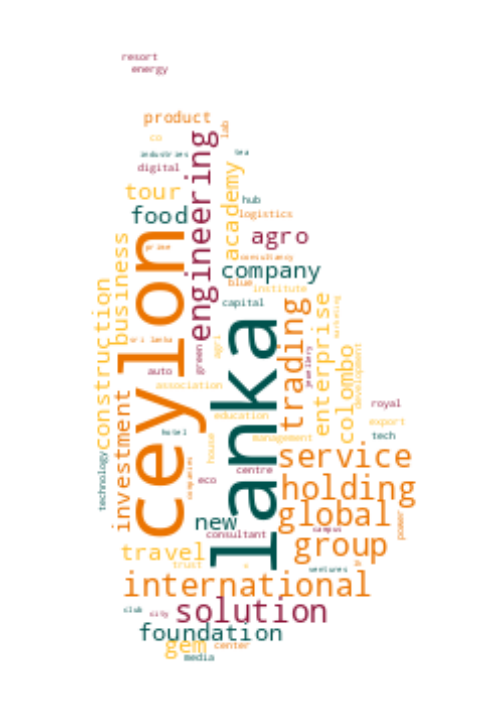 resort
energy
product
lab
co
industries
tea
digital
engineering
academy
tour
hub
food
logistics
agro
business
ceylon
prime
consultancy
company
blue
institute
construction
capital
trading
enterprise
marketing
lanka
sri lanka
green
agri
colombo
development
jewellery
auto
association
investment
royal
education
export
hotel
house
management
tech
service
technology
companies
centre
eco
holding
global
new
power
consultant
campus
group
travel
trust
ventures
international
club
city
solution
foundation
gem
center
media